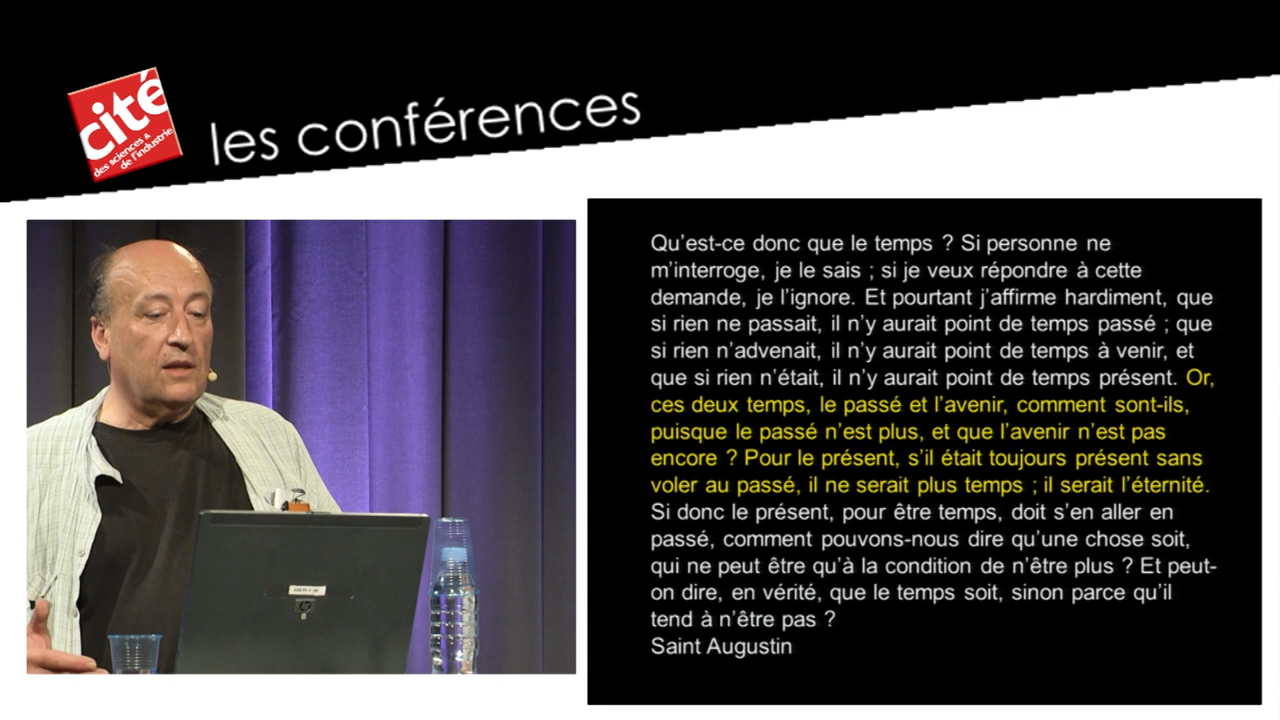 cité
des sciences &
de l'industrie
les conférences
Qu'est-ce donc que le temps ? Si personne ne
m'interroge, je le sais ; si je veux répondre à cette
demande, je l'ignore. Et pourtant j'affirme hardiment, que
si rien ne passait, il n'y aurait point de temps passé ; que
si rien n'advenait, il n'y aurait point de temps à venir, et
que si rien n'était, il n'y aurait point de temps présent. Or,
ces deux temps, le passé et l'avenir, comment sont-ils,
puisque le passé n'est plus, et que l'avenir n'est pas
encore ? Pour le présent, s'il était toujours présent sans
voler au passé, il ne serait plus temps ; il serait l'éternité.
Si donc le présent, pour être temps, doit s'en aller en
passé, comment pouvons-nous dire qu'une chose soit,
qui ne peut être qu'à la condition de n'être plus ? Et peut-
on dire, en vérité, que le temps soit, sinon parce qu'il
tend à n'être pas ?
Saint Augustin
hp